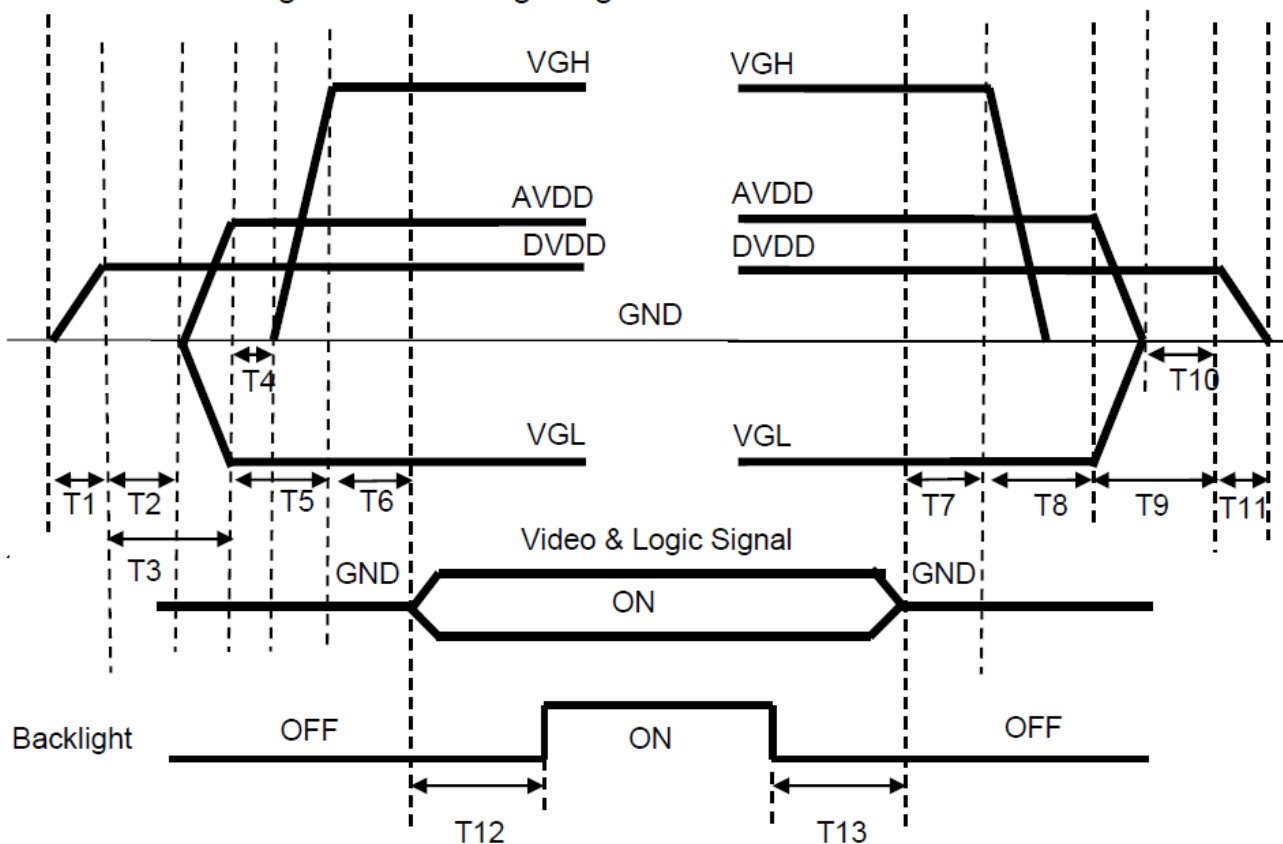 VGH
VGH
AVDD
AVDD
DVDD
DVDD
GND
T4
T10
VGL
VGL
T1
T2
T5
T6
T7
T8
T9
T11
T3
Video & Logic Signal
GND
GND
ON
Backlight
OFF
ON
OFF
T12
T13